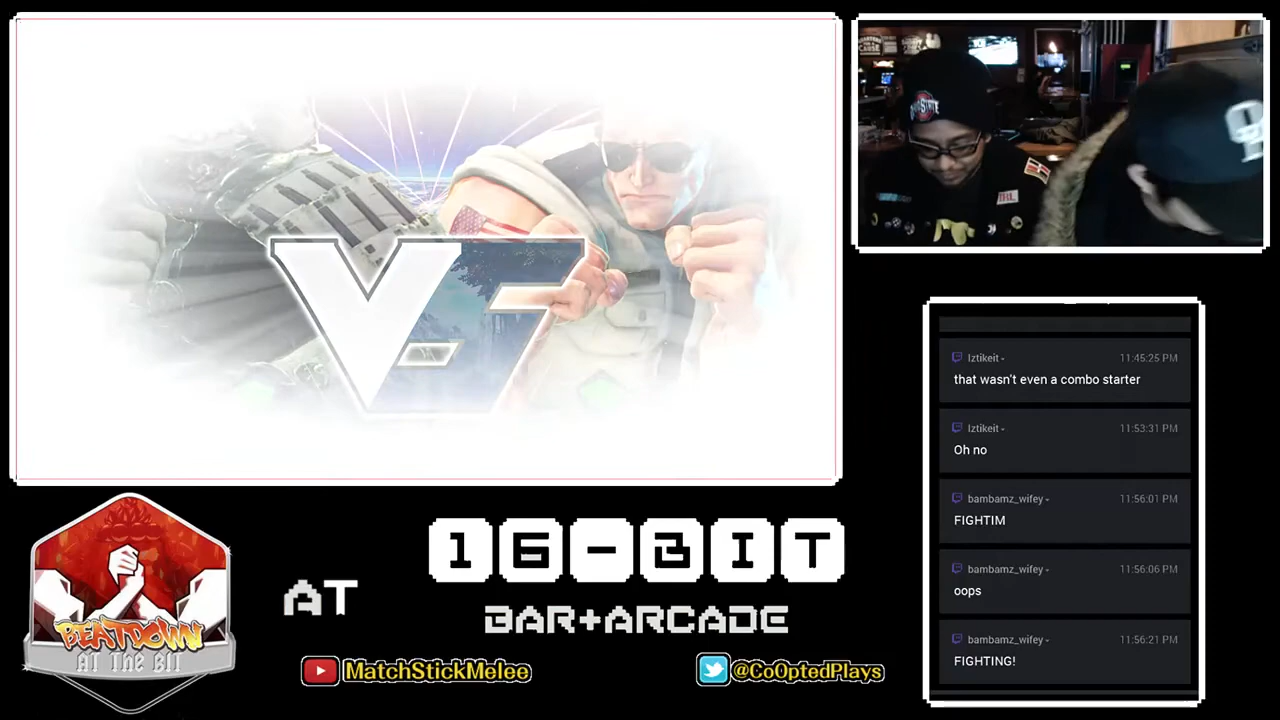 VS
Iztikeit -
11:45:25 PM
that wasn't even a combo starter
Iztikeit -
11:53:31 PM
Oh no
bambamz_wifey -
11:56:01 PM
FIGHTIM
bambamz_wifey -
11:56:06 PM
oops
bambamz_wifey -
11:56:21 PM
FIGHTING!
BEATDOWN
AT THE BIT
AT
16-BIT
BAR+ARCADE
MatchStickMelee
@CoOptedPlays